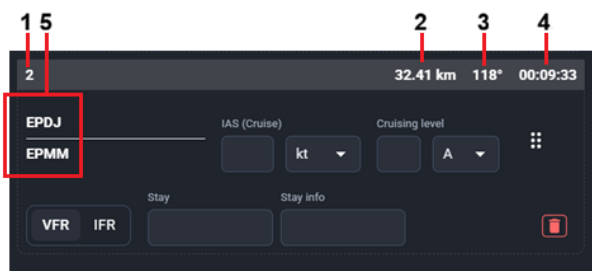 1 5 2 3 4
2 32.41 km 118° 00:09:33
EPDJ
IAS (Cruise) Cruising level
EPMM
kt A
Stay Stay info
VFR IFR